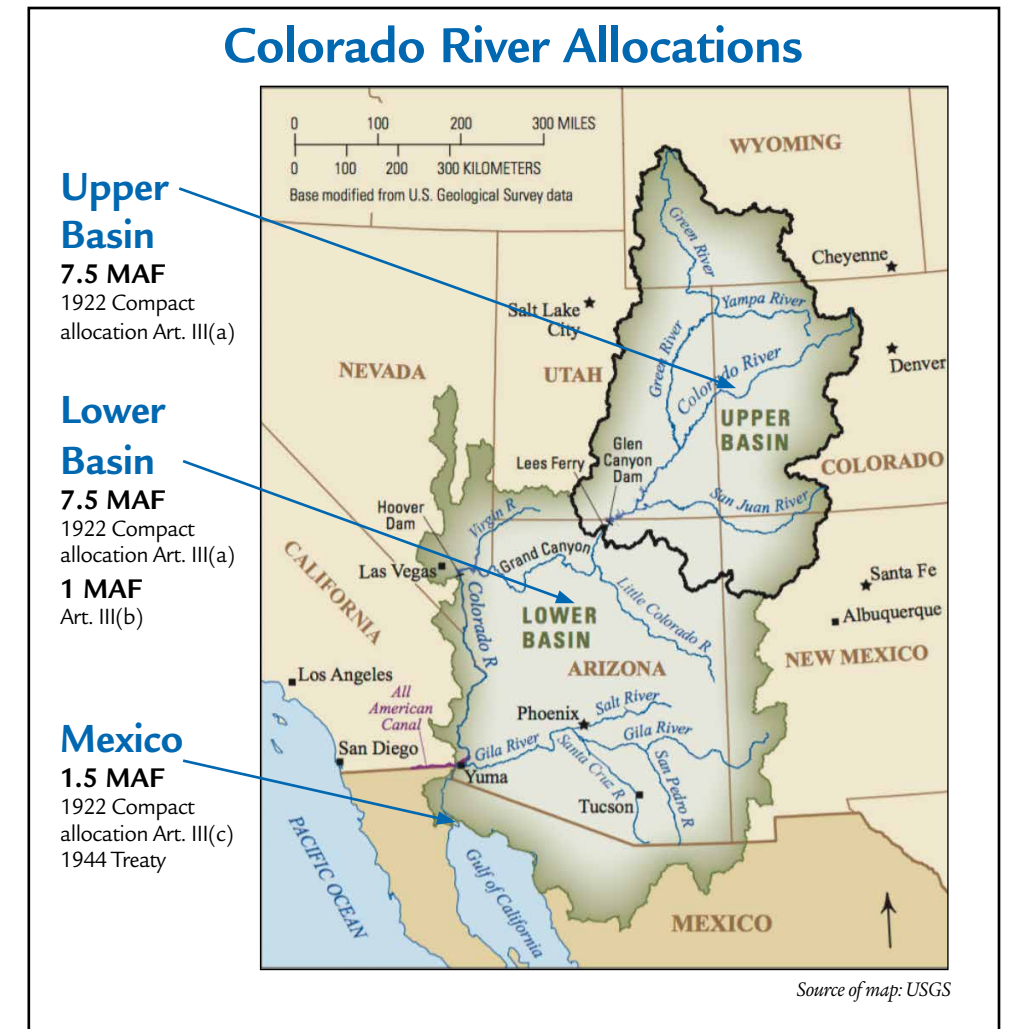 Colorado River Allocations
Upper
Basin
7.5 MAF
1922 Compact
allocation Art. III(a)
Lower
Basin
7.5 MAF
1922 Compact
allocation Art. III(a)
1 MAF
Art. III(b)
Mexico
1.5 MAF
1922 Compact
allocation Art. III(c)
1944 Treaty
0 100 200 300 MILES
0 100 200 300 KILOMETERS
Base modified from U.S. Geological Survey data
WYOMING
Green River
Cheyenne
Yampa River
Salt Lake
City
Green River
Colorado River
Denver
NEVADA
UTAH
UPPER
BASIN
Glen
Canyon
Dam
Lees Ferry
COLORADO
San Juan River
Hoover
Dam
Virgin R
Grand Canyon
Las Vegas
Colorado R
Little Colorado R
Santa Fe
Albuquerque
CALIFORNIA
LOWER
BASIN
ARIZONA
NEW MEXICO
Los Angeles
All
American
Canal
Phoenix
Salt River
Gila River
Gila River
San Diego
Yuma
Santa Cruz R
San Pedro R
Tucson
PACIFIC OCEAN
Gulf of California
MEXICO
Source of map: USGS